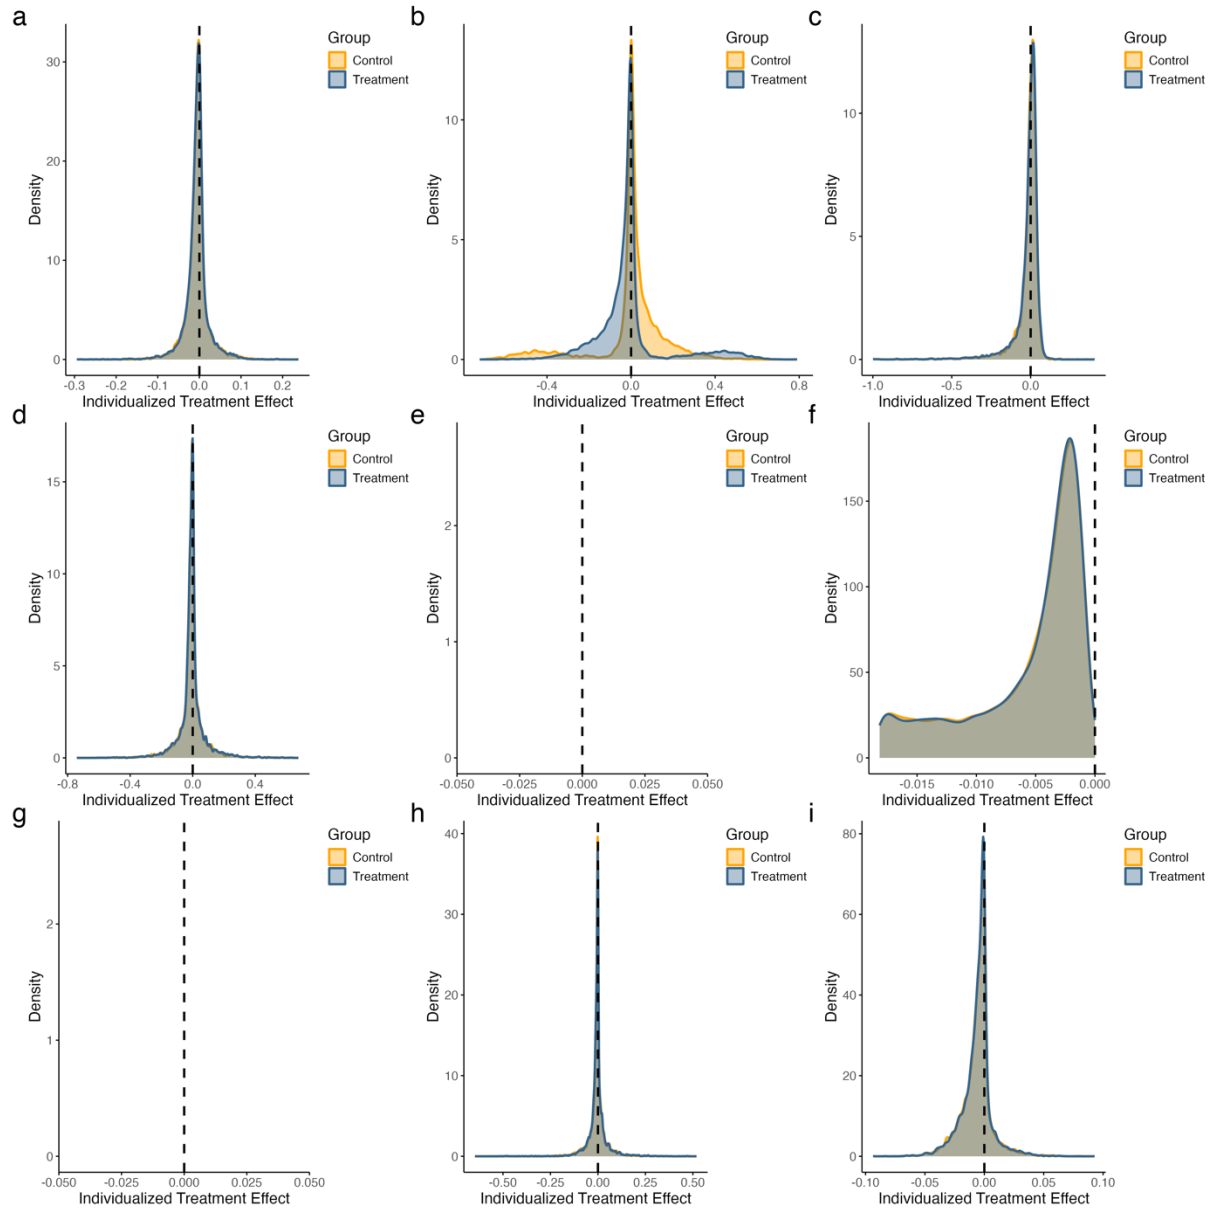 a
Group
Control
Treatment
30
20
10
0
Density
-0.3 -0.2 -0.1 0.0 0.1 0.2
Individualized Treatment Effect
b
Group
Control
Treatment
10
5
0
Density
-0.4 0.0 0.4 0.8
Individualized Treatment Effect
c
Group
Control
Treatment
10
5
0
Density
-1.0 -0.5 0.0
Individualized Treatment Effect
d
Group
Control
Treatment
15
10
5
0
Density
-0.8 -0.4 0.0 0.4
Individualized Treatment Effect
e
Group
Control
Treatment
2
1
0
Density
-0.050 -0.025 0.000 0.025 0.050
Individualized Treatment Effect
f
Group
Control
Treatment
150
100
50
0
Density
-0.015 -0.010 -0.005 0.000
Individualized Treatment Effect
g
Group
Control
Treatment
2
1
0
Density
-0.050 -0.025 0.000 0.025 0.050
Individualized Treatment Effect
h
Group
Control
Treatment
40
30
20
10
0
Density
-0.50 -0.25 0.00 0.25 0.50
Individualized Treatment Effect
i
Group
Control
Treatment
80
60
40
20
0
Density
-0.10 -0.05 0.00 0.05 0.10
Individualized Treatment Effect